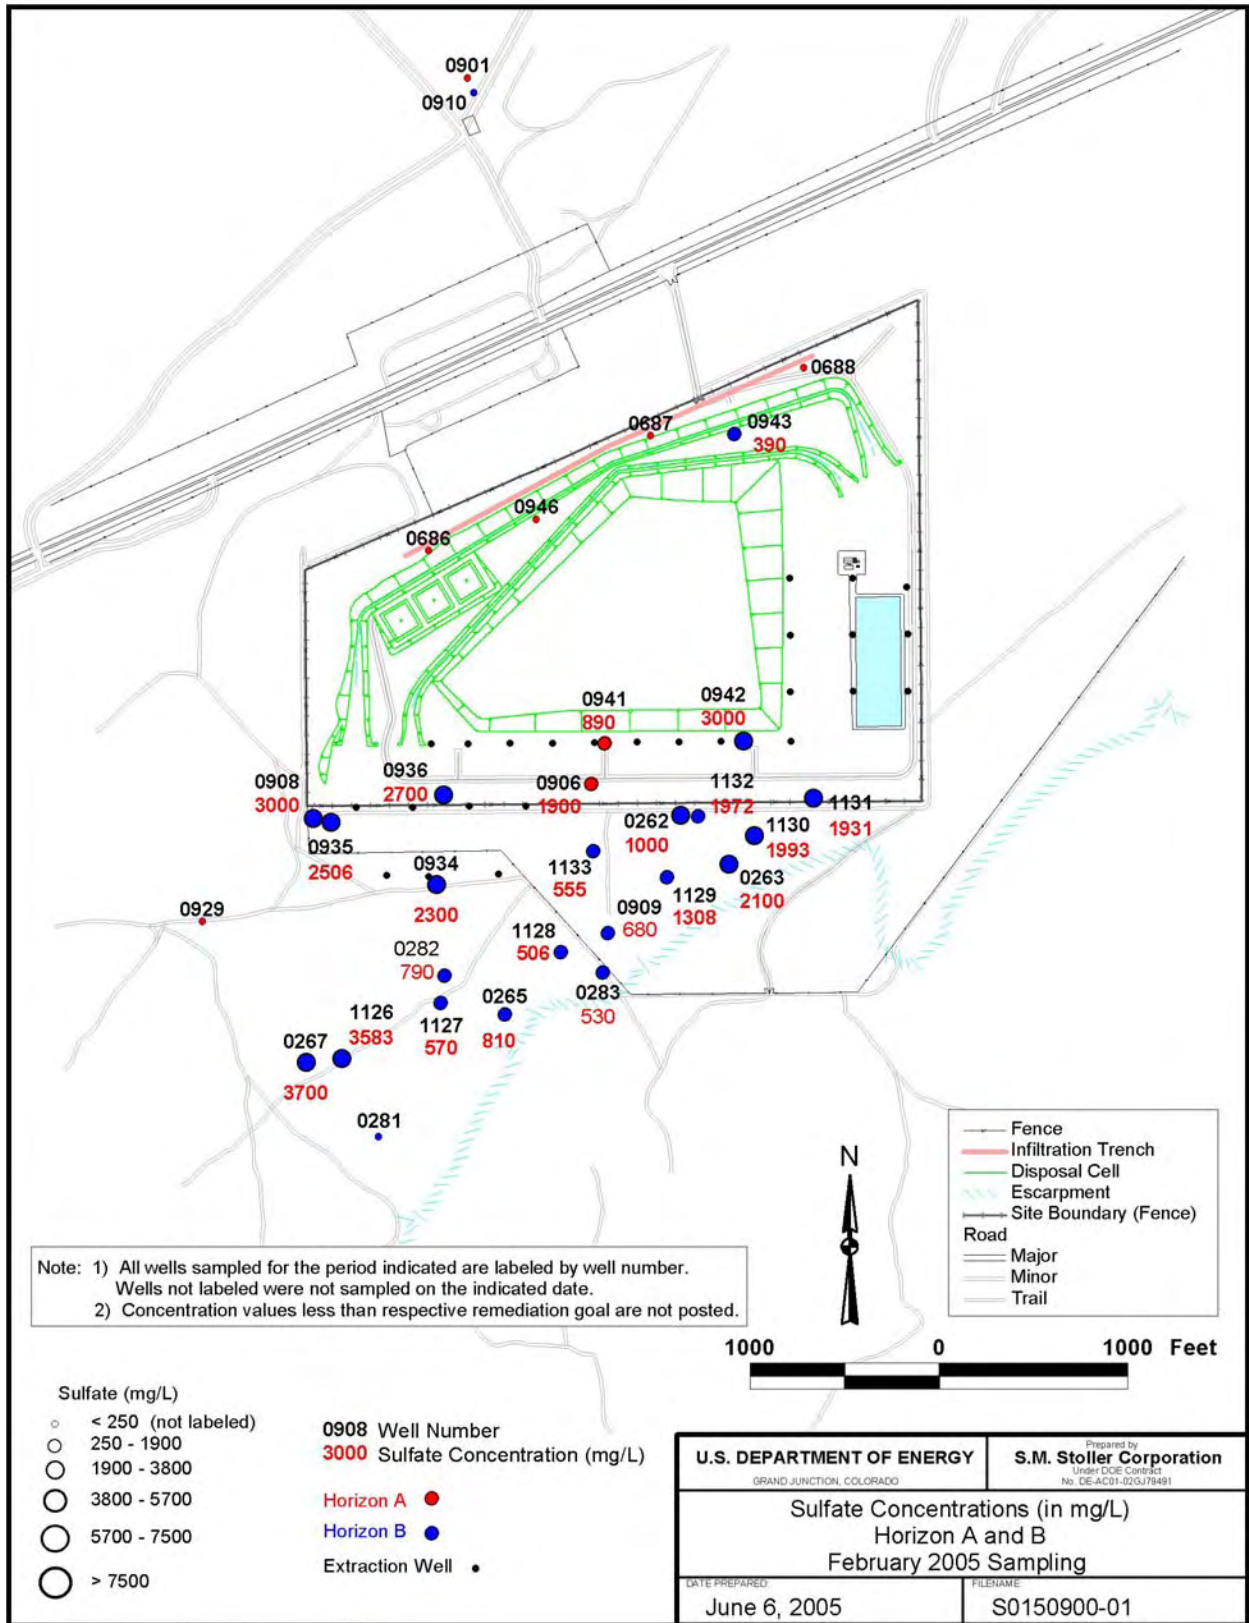 0901
0910
0688
0687
0943
390
0946
0686
0941
890
0942
3000
0936
2700
0908
3000
0906
1900
1132
1972
1131
1931
0935
2506
0262
1000
1130
1993
0934
2300
1133
555
1129
1308
0263
2100
0929
0909
680
1128
506
0282
790
0283
530
0265
810
1127
570
1126
3583
0267
3700
0281
Fence
Infiltration Trench
Disposal Cell
Escarpment
Site Boundary (Fence)
Road
Major
Minor
Trail
N
Note: 1) All wells sampled for the period indicated are labeled by well number.
Wells not labeled were not sampled on the indicated date.
2) Concentration values less than respective remediation goal are not posted.
1000 0 1000 Feet
Sulfate (mg/L)
< 250 (not labeled)
250 - 1900
1900 - 3800
3800 - 5700
5700 - 7500
> 7500
0908 Well Number
3000 Sulfate Concentration (mg/L)
Horizon A
Horizon B
Extraction Well
U.S. DEPARTMENT OF ENERGY
GRAND JUNCTION, COLORADO
Prepared by
S.M. Stoller Corporation
Under DOE Contract
No. DE-AC01-02GJ79491
Sulfate Concentrations (in mg/L)
Horizon A and B
February 2005 Sampling
DATE PREPARED:
June 6, 2005
FILENAME:
S0150900-01